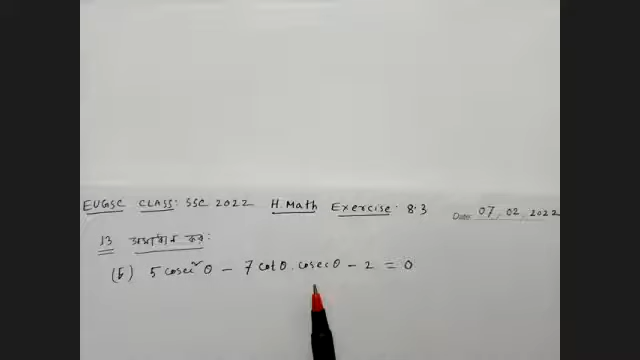 EUGSC CLASS: SSC 2022 H.Math Exercise: 8.3 Date: 07, 02, 2022
13 সমাধান কর:
5 cosec²θ - 7 cotθ. cosecθ - 2 = 0